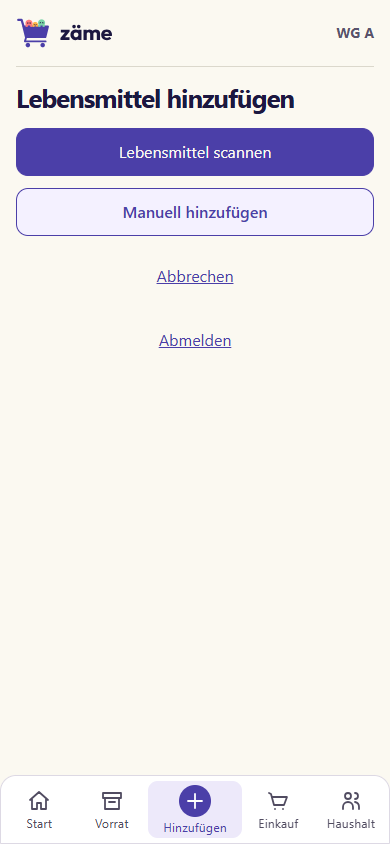 zäme
WG A
Lebensmittel hinzufügen
Lebensmittel scannen
Manuell hinzufügen
Abbrechen
Abmelden
Start
Vorrat
Hinzufügen
Einkauf
Haushalt